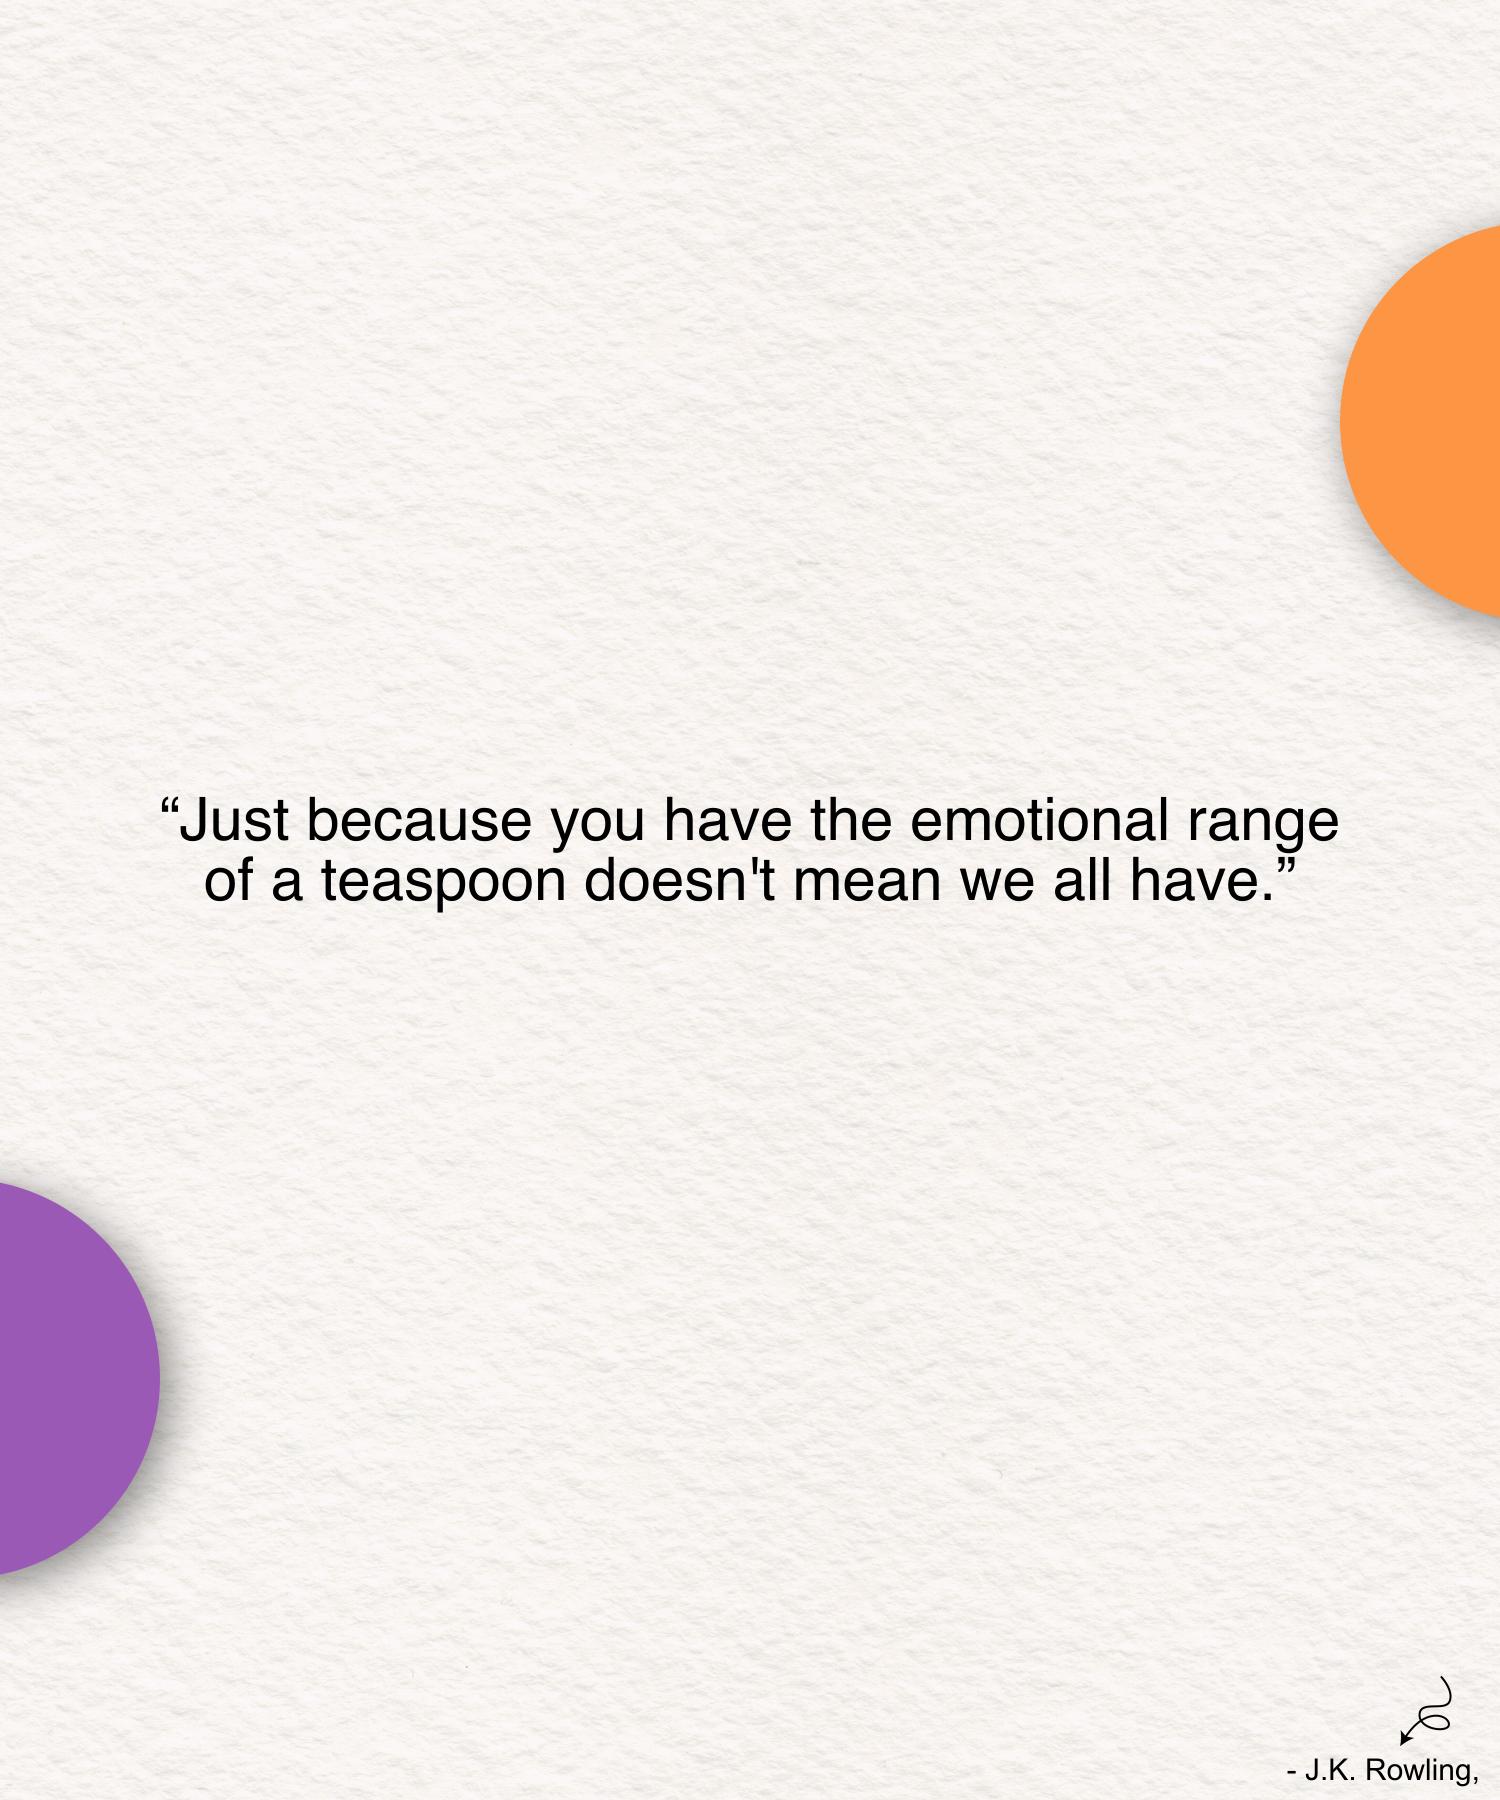 “Just because you have the emotional range
of a teaspoon doesn't mean we all have.”
- J.K. Rowling,